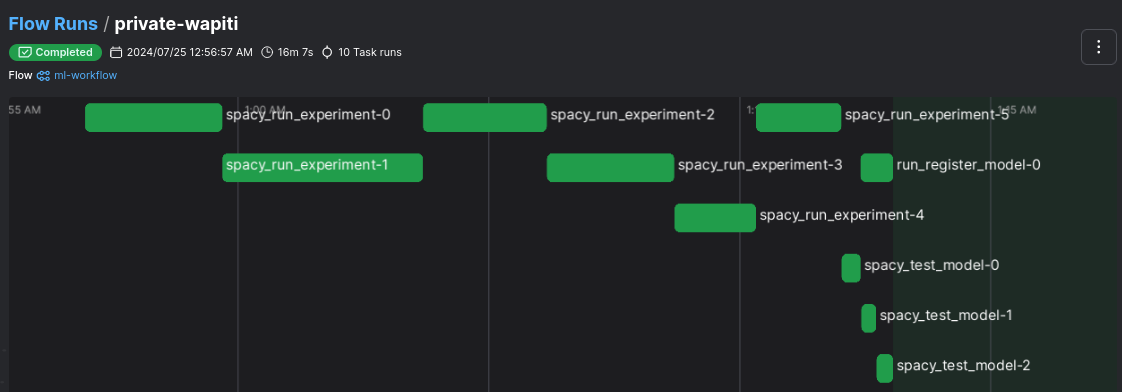 Flow Runs / private-wapiti
Completed 2024/07/25 12:56:57 AM 16m 7s 10 Task runs
Flow ml-workflow
55 AM 1:00 AM 1:1 1:15 AM
spacy_run_experiment-0 spacy_run_experiment-2 spacy_run_experiment-5
spacy_run_experiment-1 spacy_run_experiment-3 run_register_model-0
spacy_run_experiment-4
spacy_test_model-0
spacy_test_model-1
spacy_test_model-2